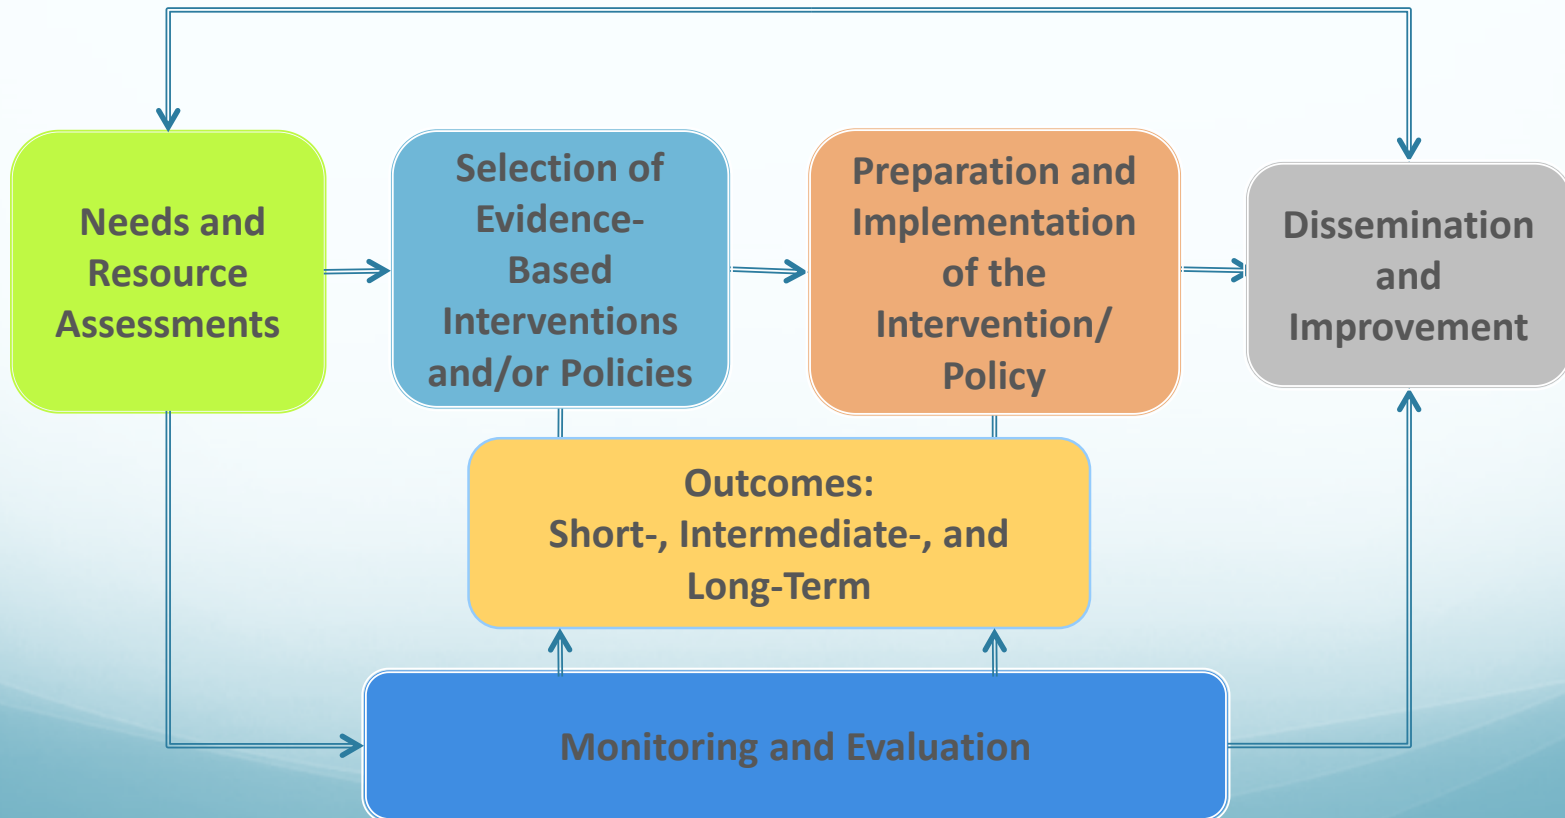 Needs and
Resource
Assessments
Selection of
Evidence-
Based
Interventions
and/or Policies
Preparation and
Implementation
of the
Intervention/
Policy
Dissemination
and
Improvement
Outcomes:
Short-, Intermediate-, and
Long-Term
Monitoring and Evaluation